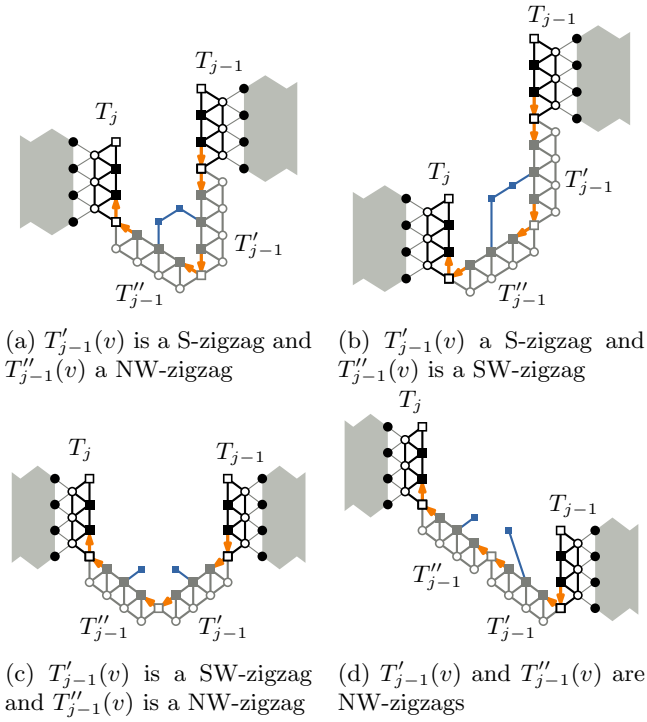 T_{j−1}
T_j
T'_{j−1}
T''_{j−1}
(a) T'_{j−1}(v) is a S-zigzag and
T''_{j−1}(v) a NW-zigzag
T_{j−1}
T_j
T'_{j−1}
T''_{j−1}
(b) T'_{j−1}(v) a S-zigzag and
T''_{j−1}(v) is a SW-zigzag
T_j
T_{j−1}
T''_{j−1}
T'_{j−1}
(c) T'_{j−1}(v) is a SW-zigzag
and T''_{j−1}(v) is a NW-zigzag
T_j
T_{j−1}
T''_{j−1}
T'_{j−1}
(d) T'_{j−1}(v) and T''_{j−1}(v) are
NW-zigzags